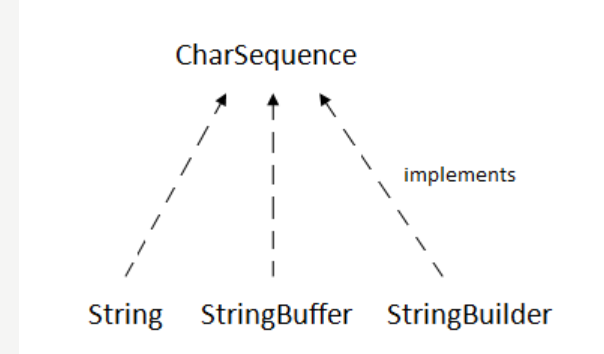 CharSequence
implements
String StringBuffer StringBuilder